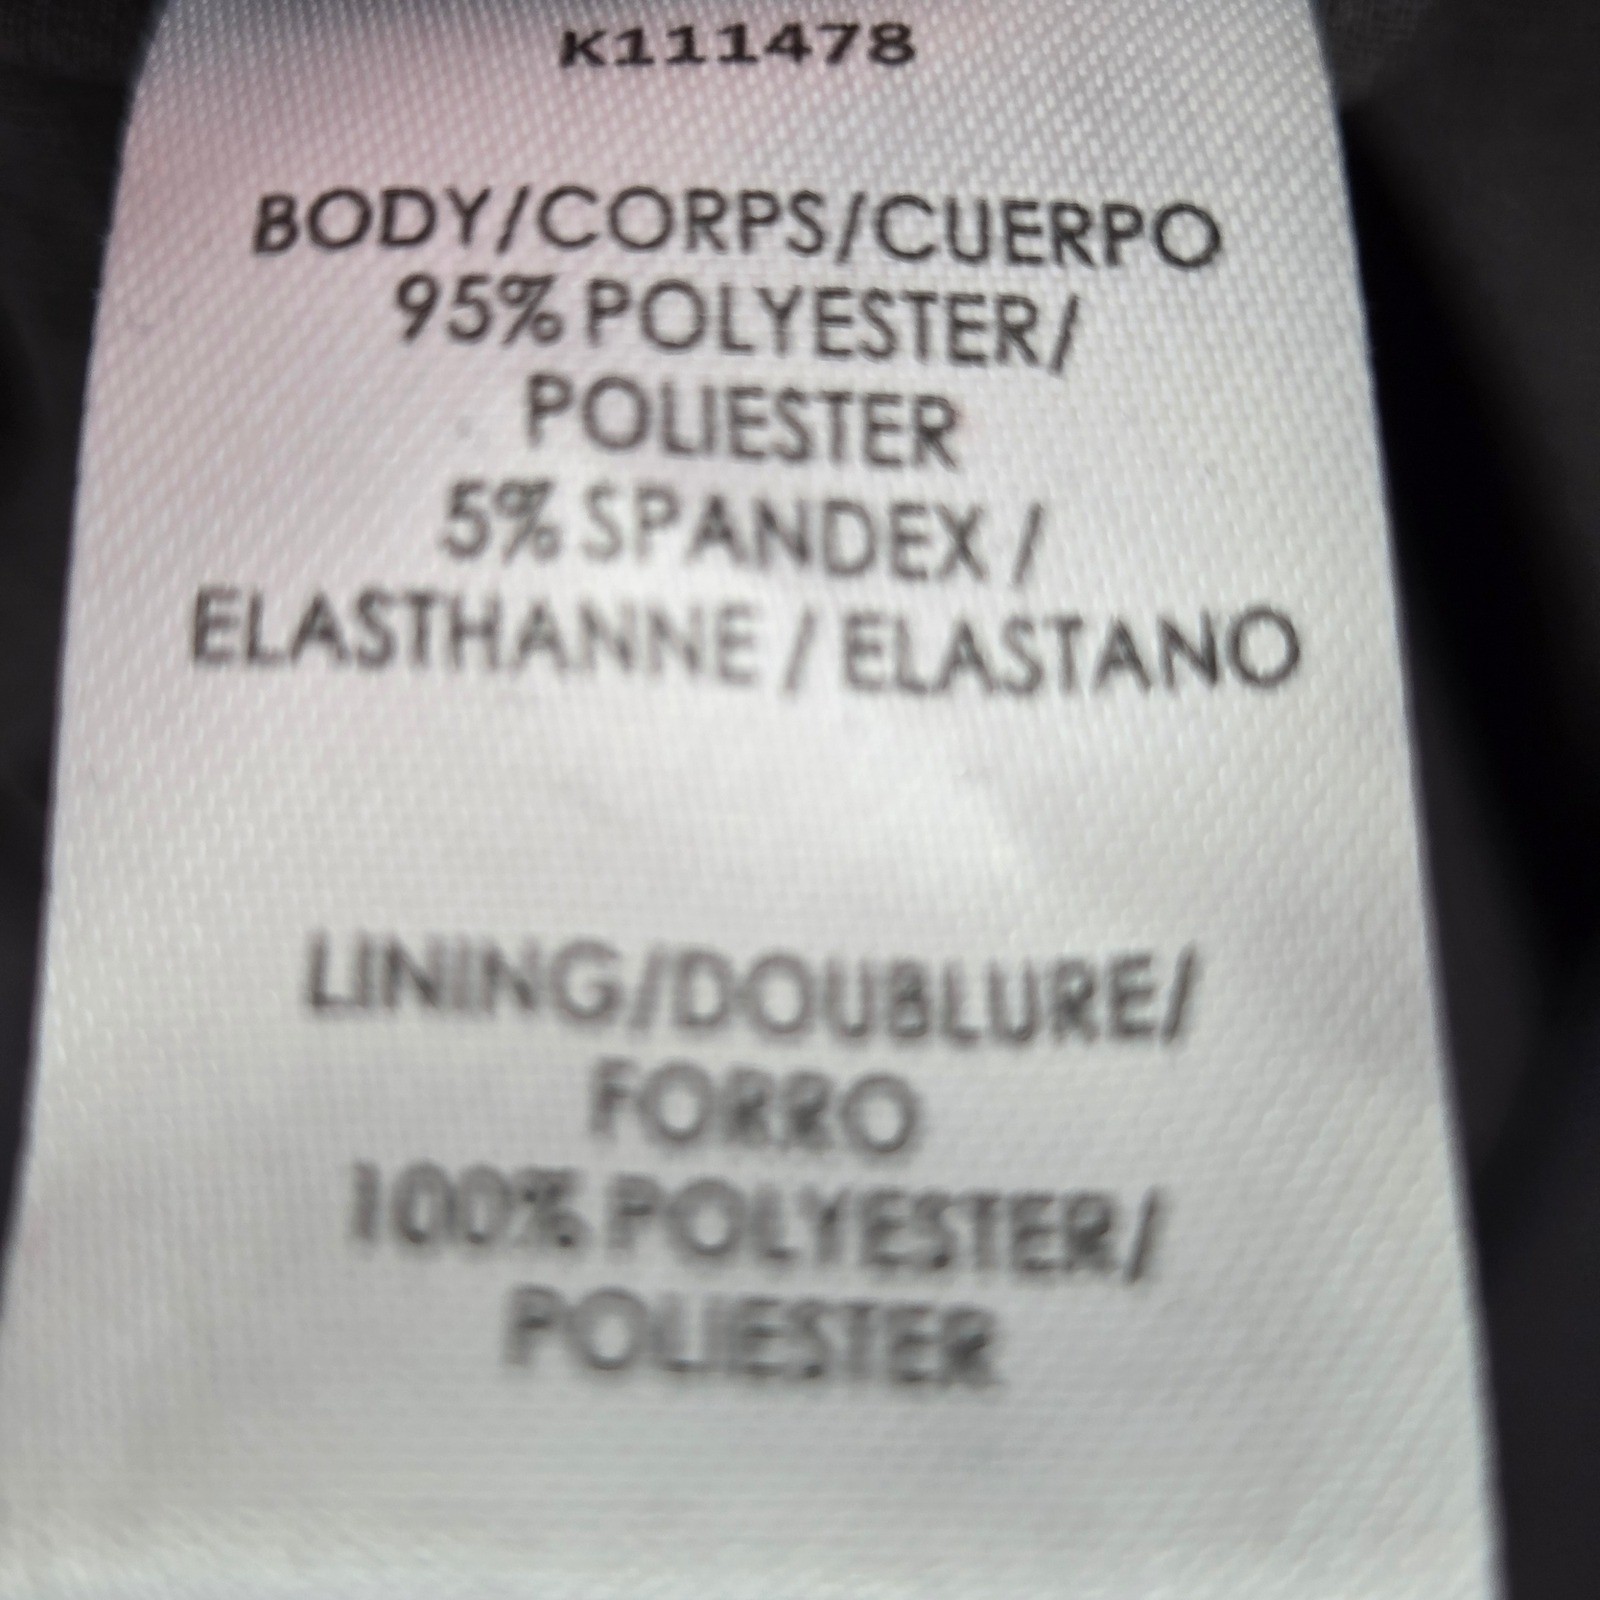 K111478
BODY/CORPS/CUERPO
95% POLYESTER/
POLIESTER
5% SPANDEX /
ELASTHANNE / ELASTANO
LINING/DOUBLURE/
FORRO
100% POLYESTER/
POLIESTER